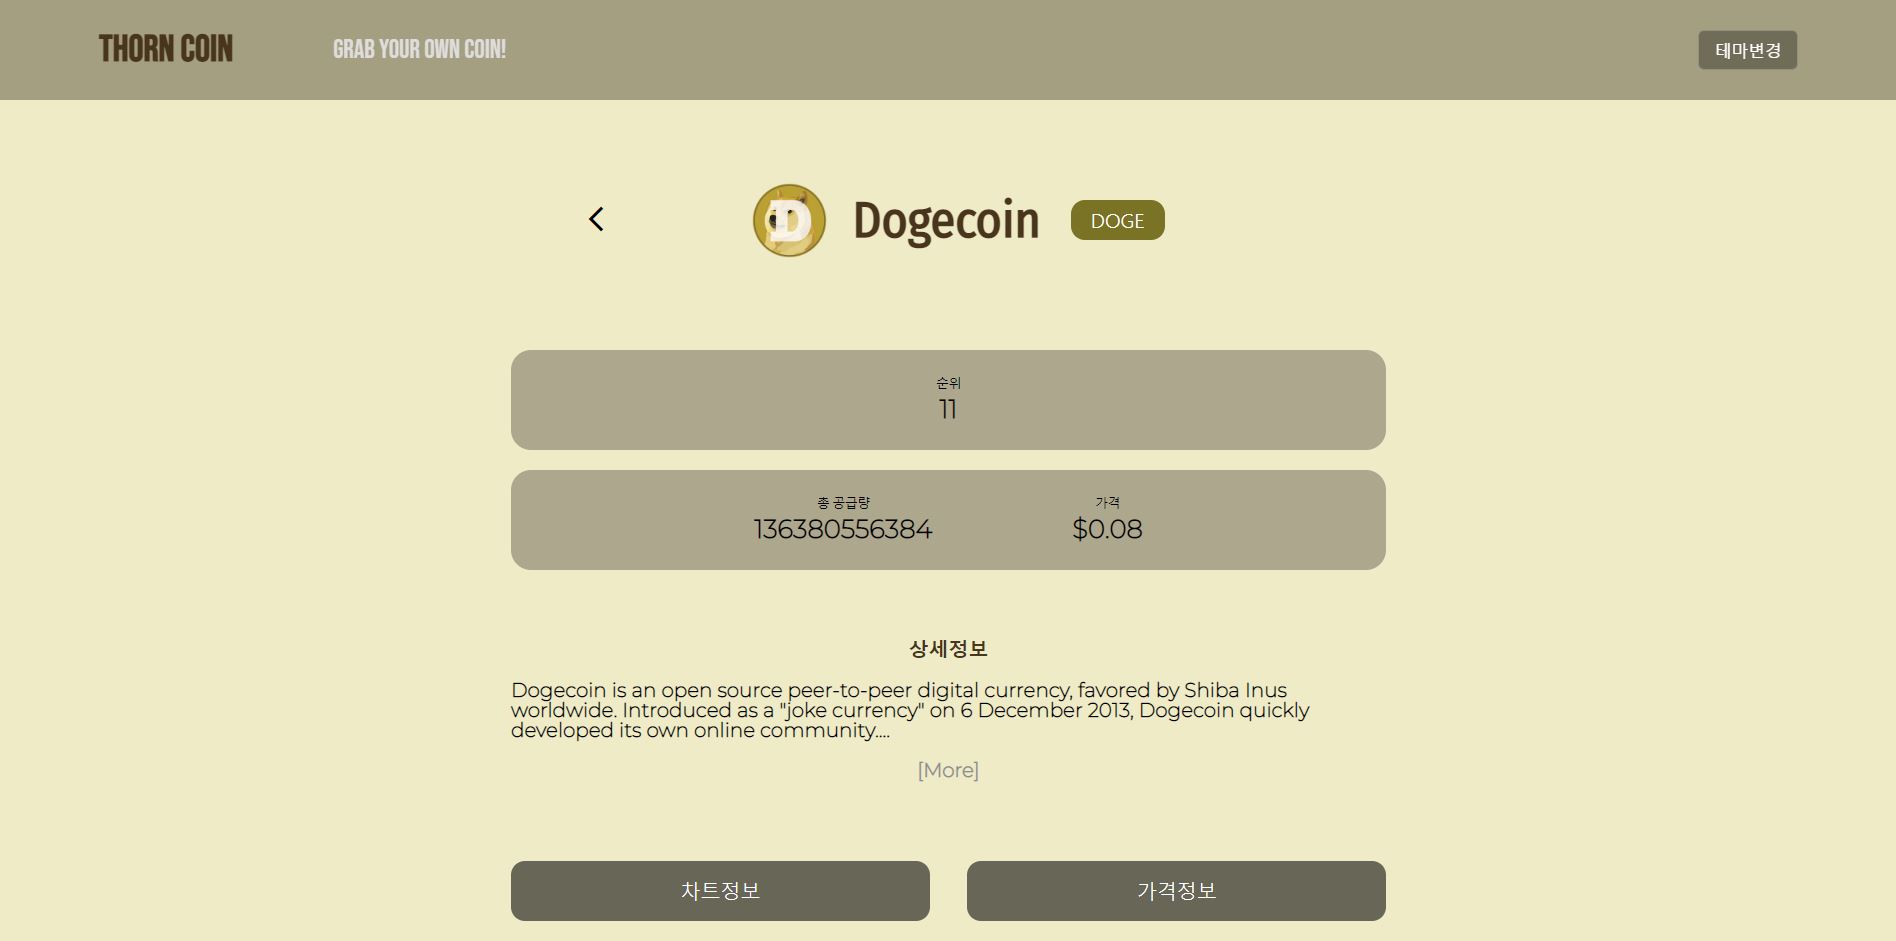 THORN COIN
GRAB YOUR OWN COIN!
테마변경
D
Dogecoin
DOGE
순위
11
총 공급량
가격
136380556384
$0.08
상세정보
Dogecoin is an open source peer-to-peer digital currency, favored by Shiba Inus
worldwide. Introduced as a "joke currency" on 6 December 2013, Dogecoin quickly
developed its own online community....
[More]
차트정보
가격정보